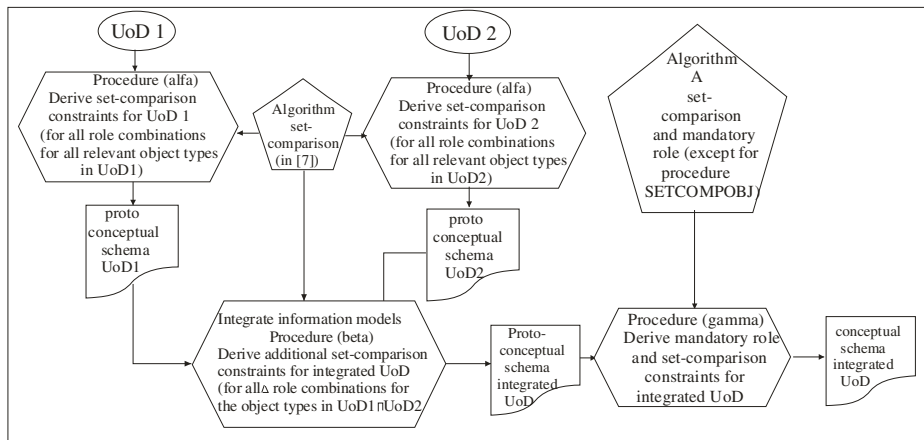 UoD 1
UoD 2
Procedure (alfa)
Derive set-comparison
constraints for UoD 1
(for all role combinations
for all relevant object types
in UoD1)
Algorithm
set-
comparison
(in [7])
Procedure (alfa)
Derive set-comparison
constraints for UoD 2
(for all role combinations
for all relevant object types
in UoD2)
Algorithm
A
set-
comparison
and mandatory
role (except for
procedure
SETCOMPOBJ)
proto
conceptual
schema
UoD1
proto
conceptual
schema
UoD2
Integrate information models
Procedure (beta)
Derive additional set-comparison
constraints for integrated UoD
(for all∆ role combinations for
the object types in UoD1∩UoD2
Proto-
conceptual
schema
integrated
UoD
Procedure (gamma)
Derive mandatory role
and set-comparison
constraints for
integrated UoD
conceptual
schema
integrated
UoD